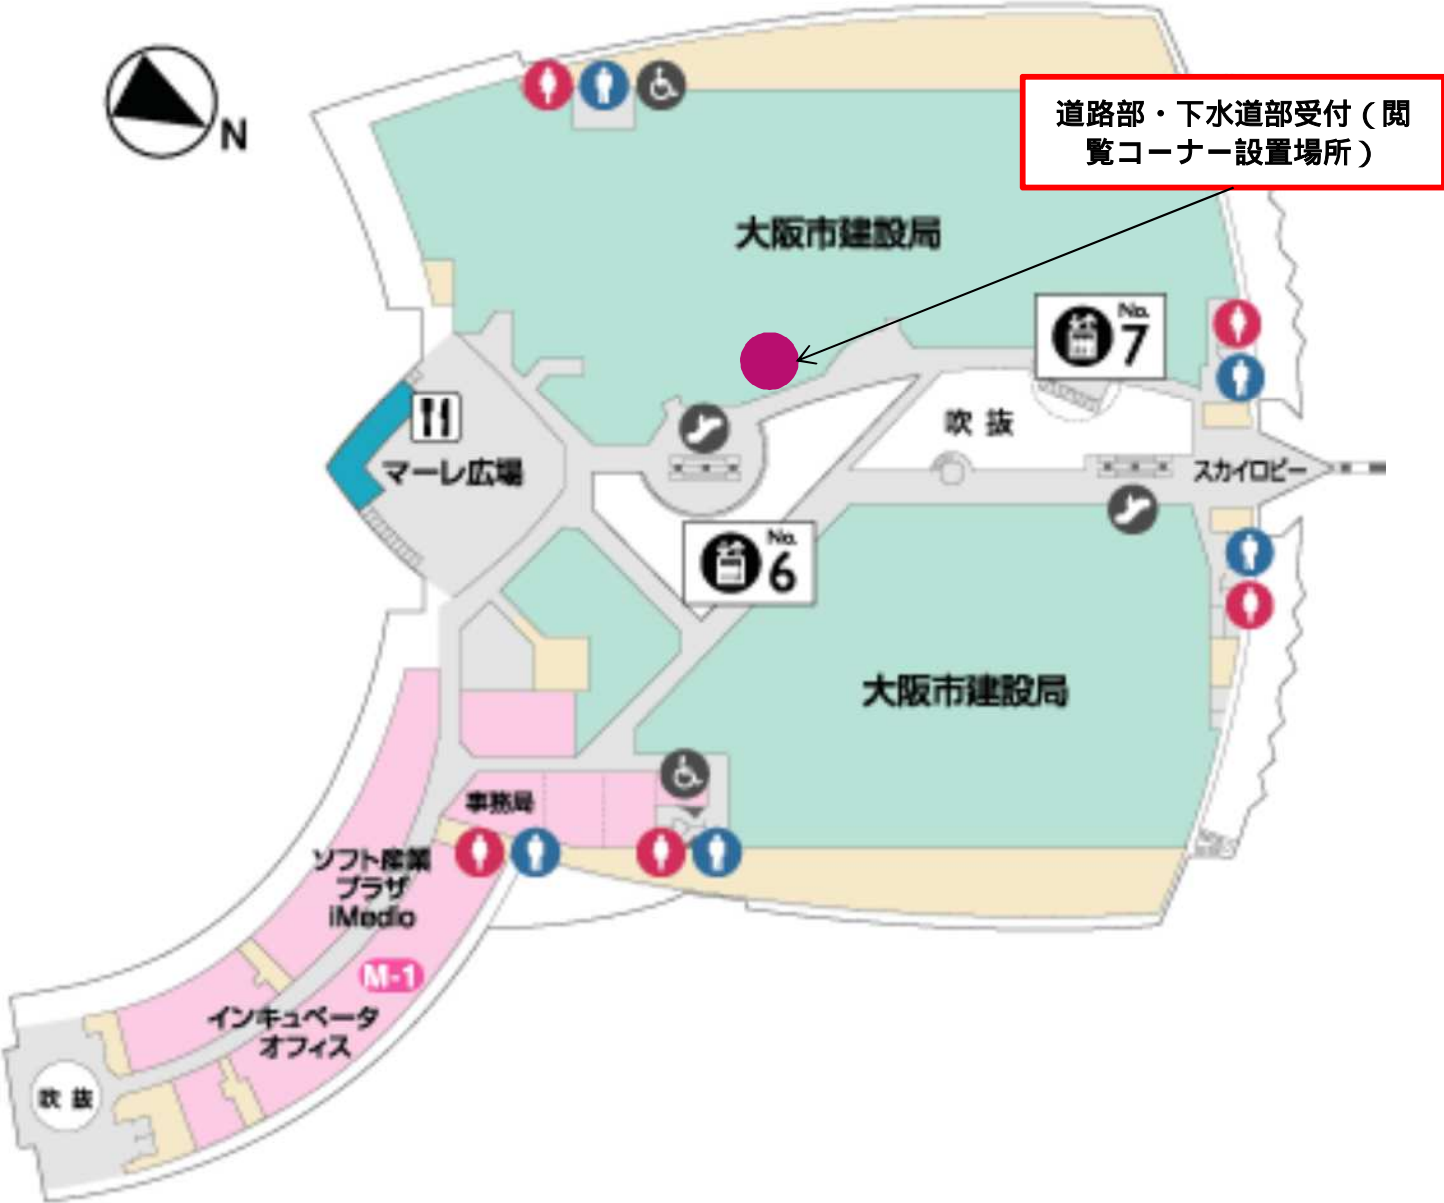 N
道路部・下水道部受付（閲
覧コーナー設置場所）
大阪市建設局
No.
7
吹 抜
マーレ広場
スカイロビー
No.
6
大阪市建設局
事務局
ソフト産業
プラザ
iMedio
M-1
インキュベータ
オフィス
吹 抜